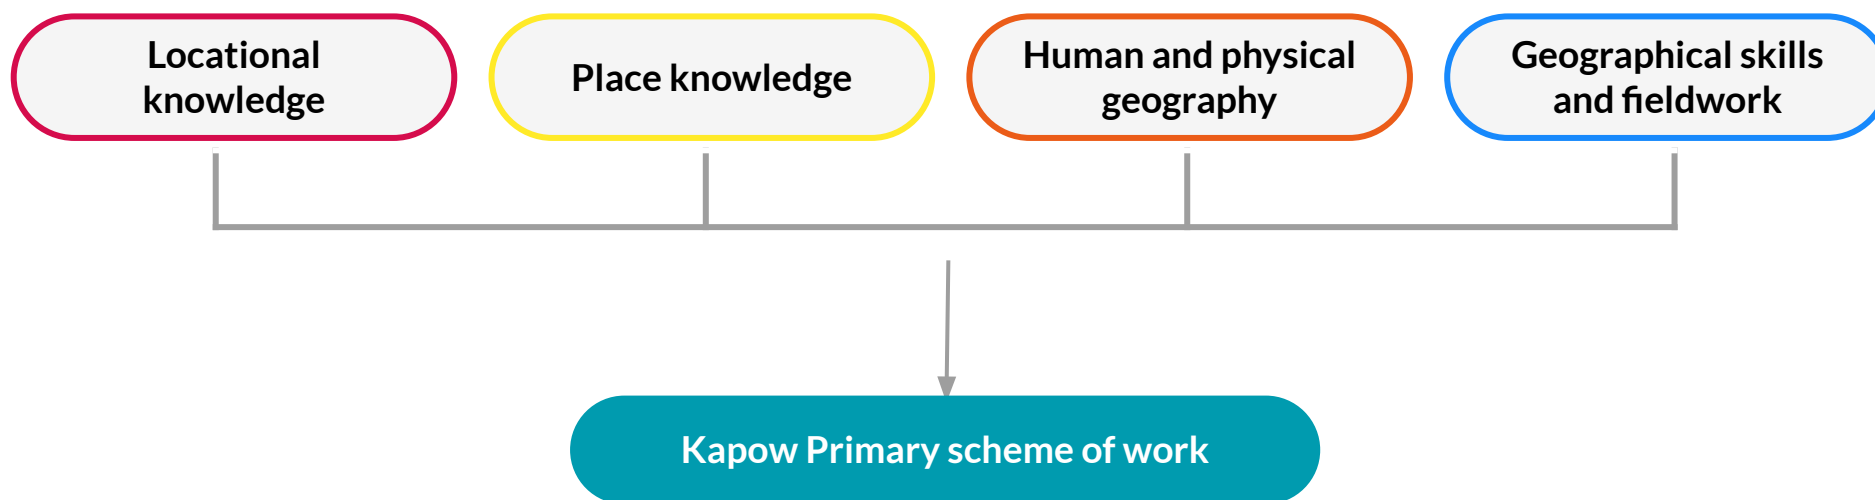 Locational
knowledge
Place knowledge
Human and physical
geography
Geographical skills
and fieldwork
Kapow Primary scheme of work